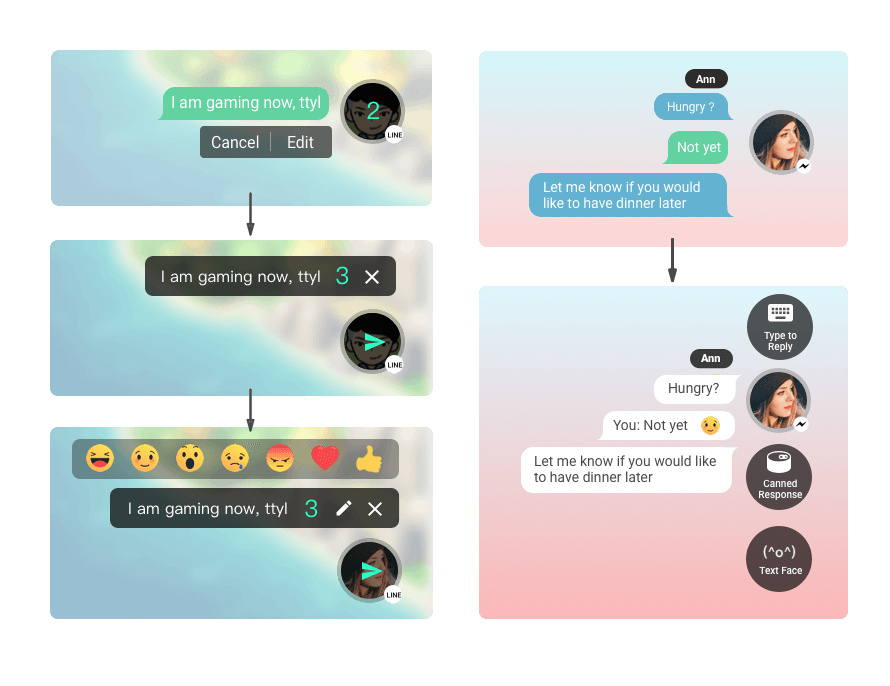 I am gaming now, ttyl
2
LINE
Cancel
Edit
I am gaming now, ttyl
3
LINE
I am gaming now, ttyl
3
LINE
Ann
Hungry ?
Not yet
Let me know if you would
like to have dinner later
Type to
Reply
Ann
Hungry?
You: Not yet
Let me know if you would like
to have dinner later
Canned
Response
(^o^)
Text Face